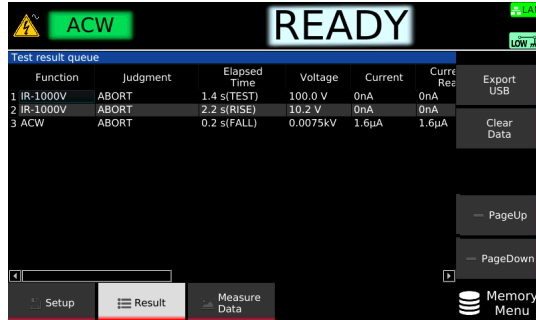 ACW
READY
LAN
LOW
Test result queue
Function Judgment Elapsed Time Voltage Current
1 IR-1000V ABORT 1.4 s(TEST) 100.0 V 0nA 0nA
2 IR-1000V ABORT 2.2 s(RISE) 10.2 V 0nA 0nA
3 ACW ABORT 0.2 s(FALL) 0.0075kV 1.6μA 1.6μA
Export USB
Clear Data
PageUp
PageDown
Setup
Result
Measure Data
Memory Menu